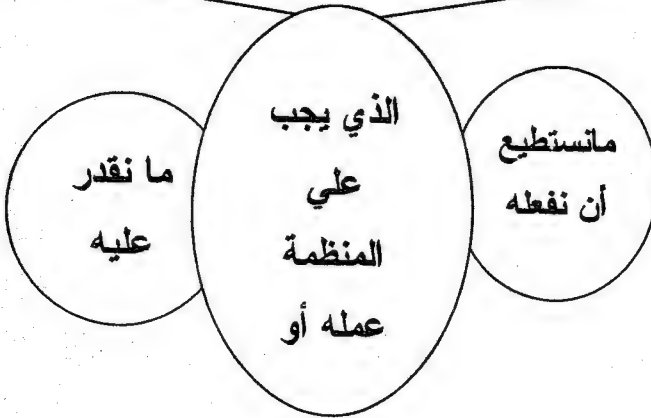 مانستطيع
أن نفعله
الذي يجب
علي
المنظمة
عمله أو
ما نقدر
عليه